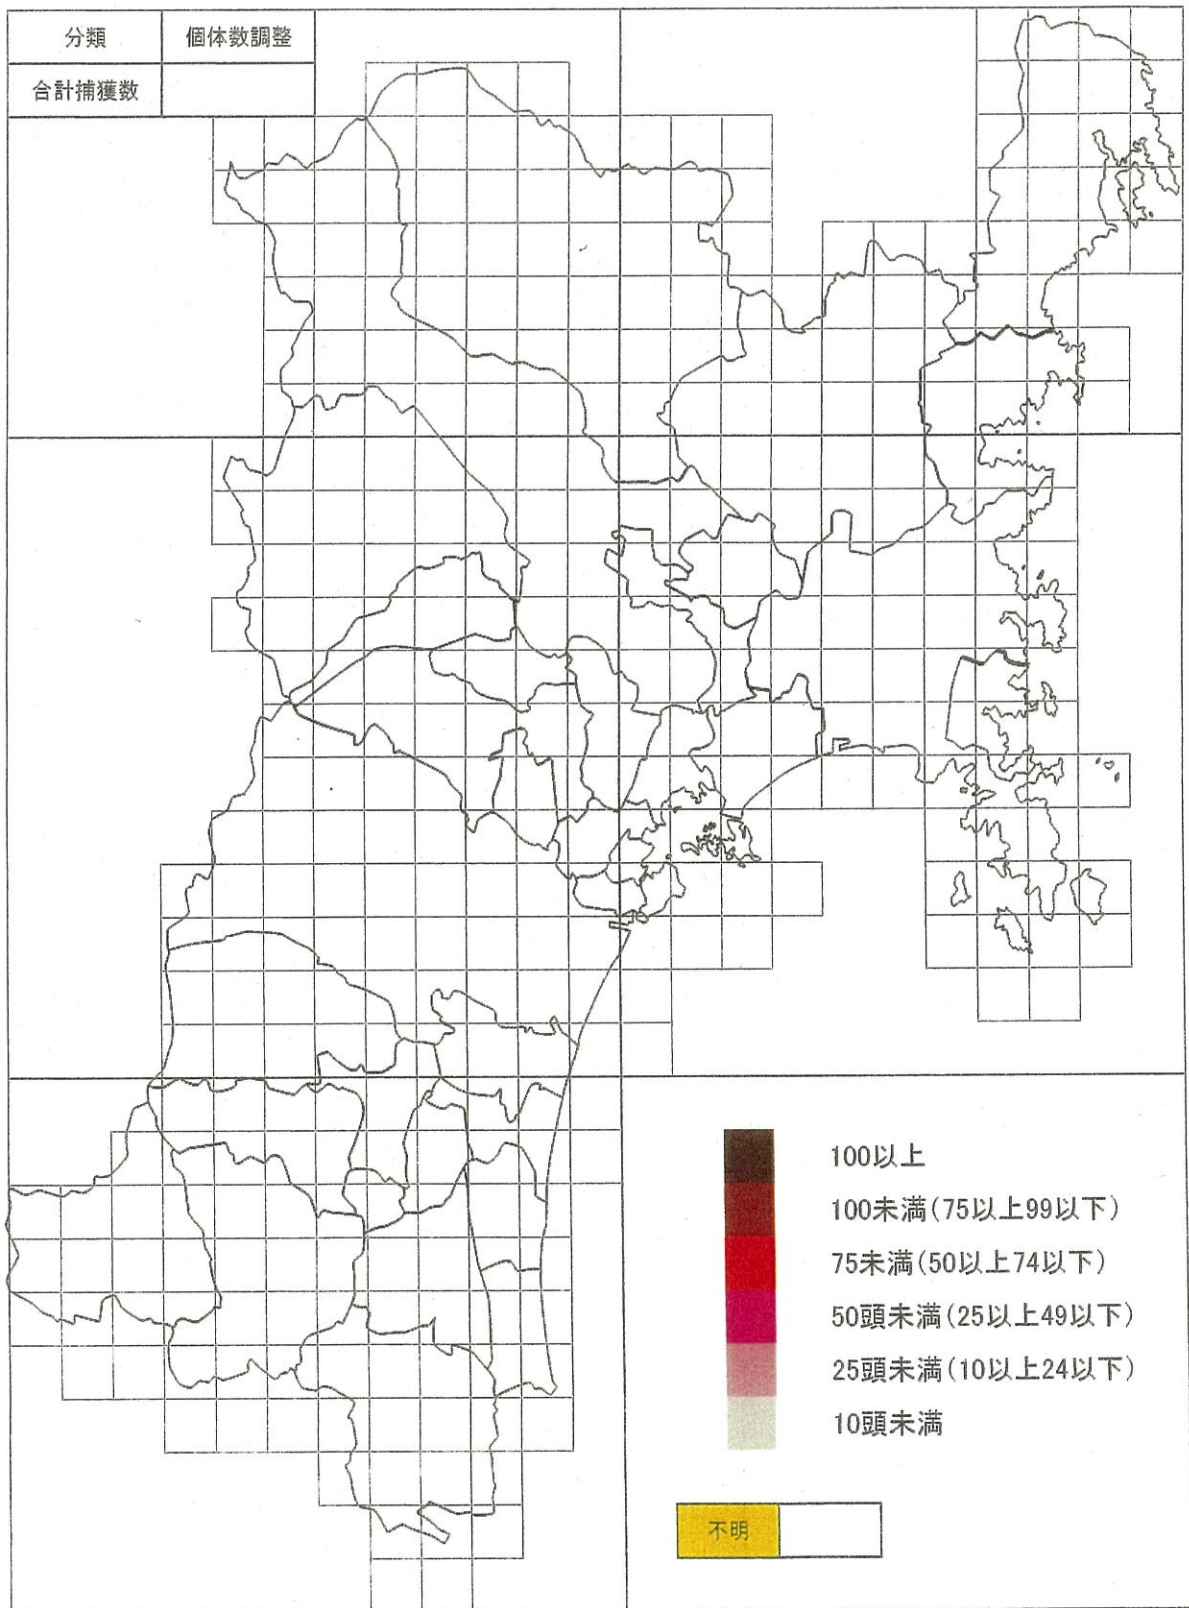 分類 個体数調整
合計捕獲数
100以上
100未満(75以上99以下)
75未満(50以上74以下)
50頭未満(25以上49以下)
25頭未満(10以上24以下)
10頭未満
不明